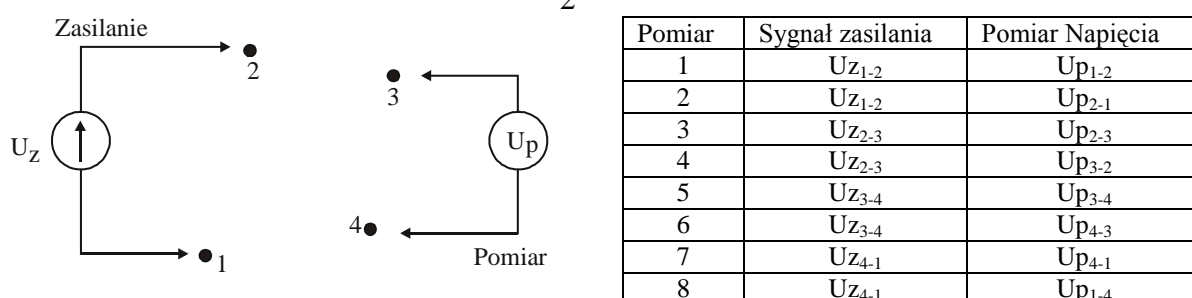 2
Zasilanie
2
3
U_z
Up
4
1
Pomiar
Pomiar Sygnał zasilania Pomiar Napięcia
1 Uz1-2 Up1-2
2 Uz1-2 Up2-1
3 Uz2-3 Up2-3
4 Uz2-3 Up3-2
5 Uz3-4 Up3-4
6 Uz3-4 Up4-3
7 Uz4-1 Up4-1
8 Uz4-1 Up1-4